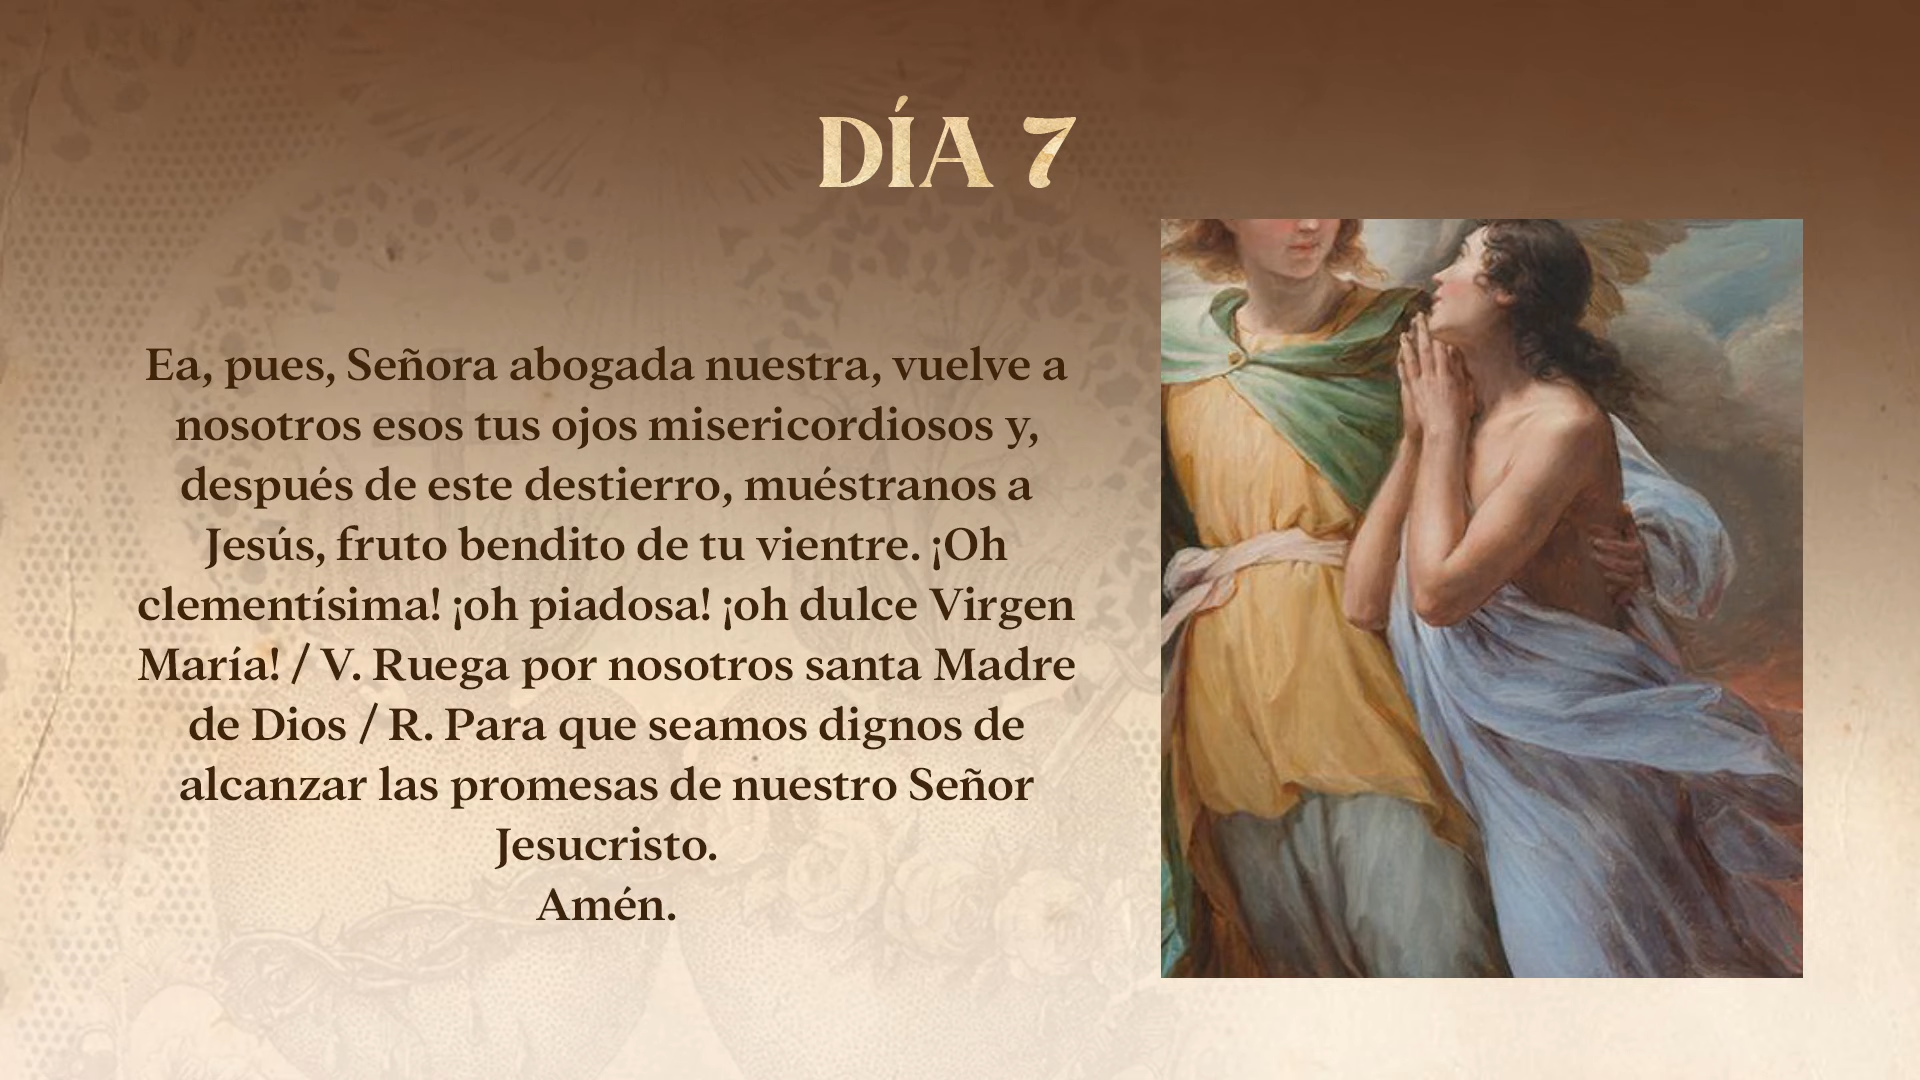 DÍA 7
Ea, pues, Señora abogada nuestra, vuelve a
nosotros esos tus ojos misericordiosos y,
después de este destierro, muéstranos a
Jesús, fruto bendito de tu vientre. ¡Oh
clementísima! ¡oh piadosa! ¡oh dulce Virgen
María! / V. Ruega por nosotros santa Madre
de Dios / R. Para que seamos dignos de
alcanzar las promesas de nuestro Señor
Jesucristo.
Amén.